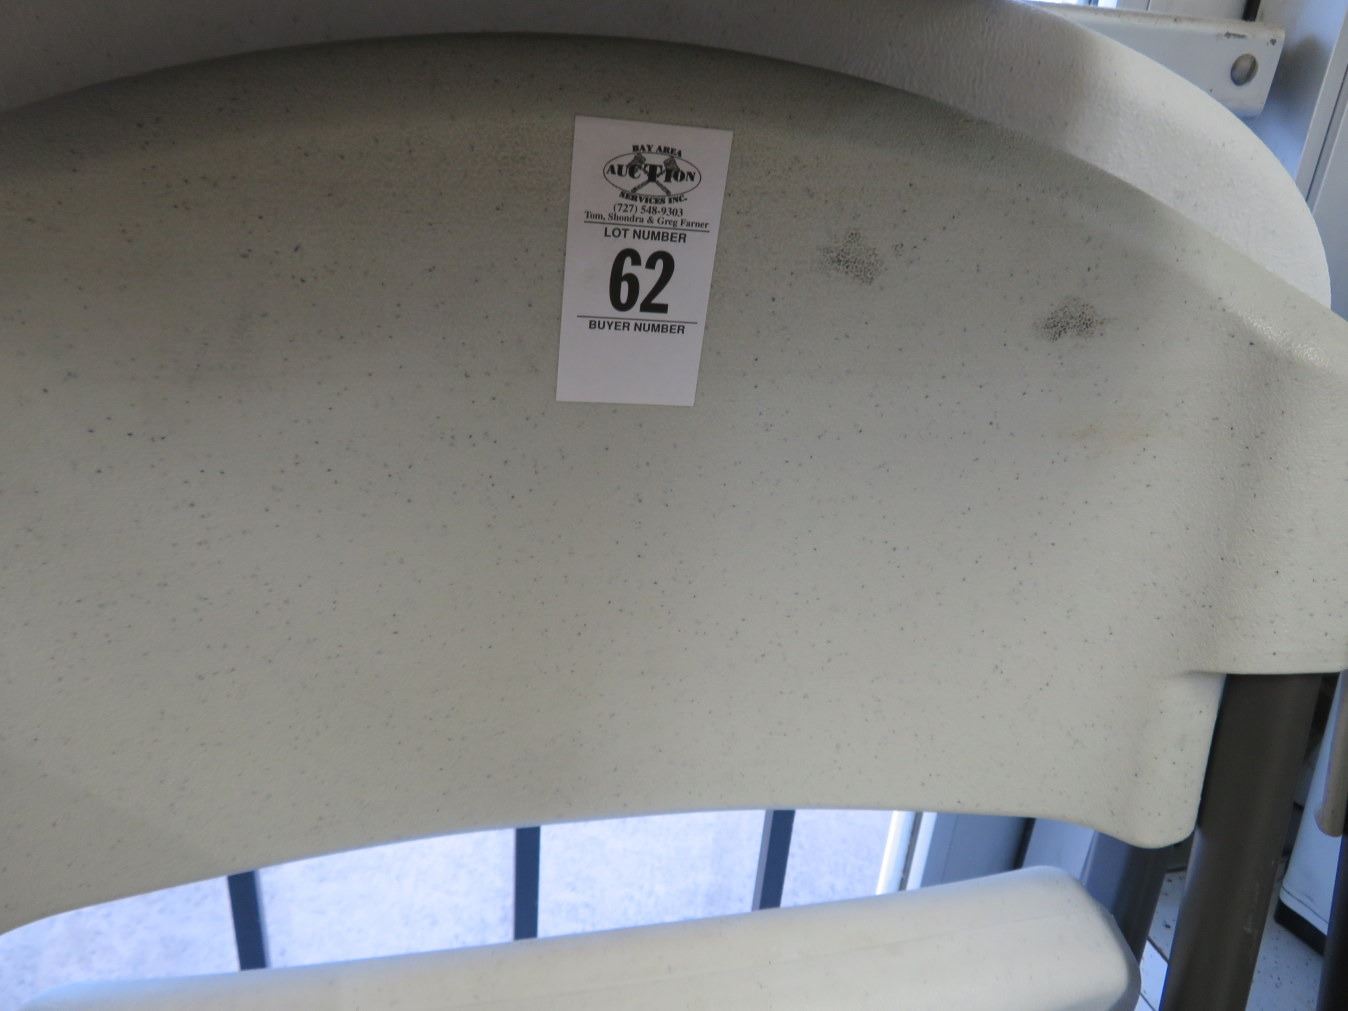 BAY AREA
AUCTION
SERVICES INC.
(727) 548-9303
Tom, Shondra & Greg Farner
LOT NUMBER
62
BUYER NUMBER